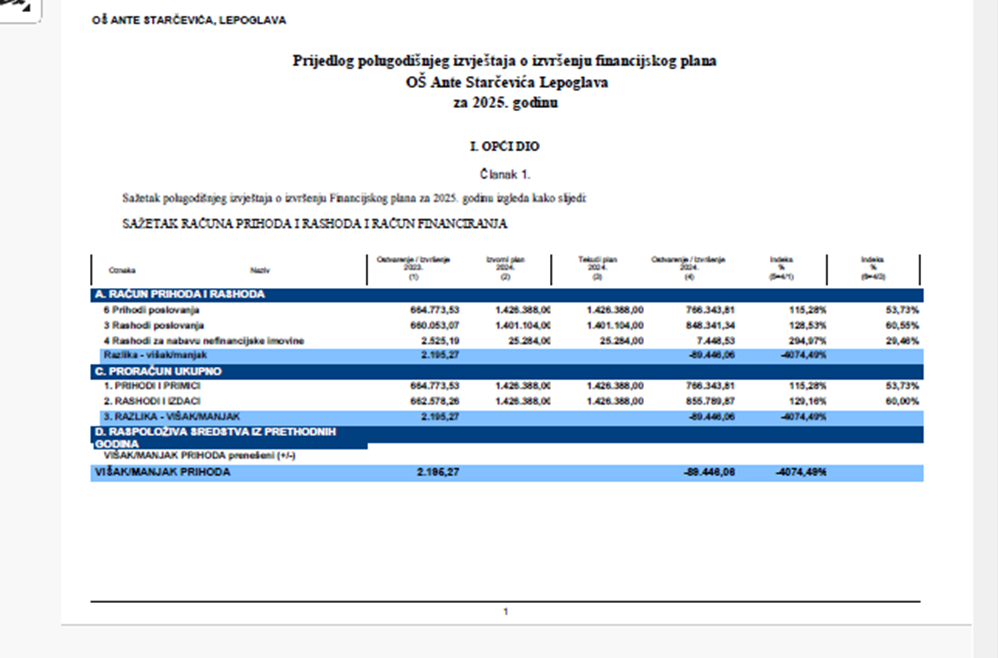 OŠ ANTE STARČEVIĆA, LEPOGLAVA
Prijedlog polugodišnjeg izvještaja o izvršenju financijskog plana
OŠ Ante Starčevića Lepoglava
za 2025. godinu
I. OPĆI DIO
Članak 1.
Sažetak polugodišnjeg izvještaja o izvršenju Financijskog plana za 2025. godinu izgleda kako slijedi:
SAŽETAK RAČUNA PRIHODA I RASHODA I RAČUN FINANCIRANJA
Oznaka Naziv Ostvarenje / Izvršenje 2023. (1) Izvorni plan 2024. (2) Tekući plan 2024. (3) Ostvarenje / Izvršenje 2024. (4) Indeks % (5=4/1) Indeks % (6=4/3)
A. RAČUN PRIHODA I RASHODA
6 Prihodi poslovanja 664.773,53 1.426.388,00 1.426.388,00 766.343,81 115,28% 53,73%
3 Rashodi poslovanja 660.053,07 1.401.104,00 1.401.104,00 848.341,34 128,53% 60,55%
4 Rashodi za nabavu nefinancijske imovine 2.525,19 25.284,00 25.284,00 7.448,53 294,97% 29,46%
Razlika - višak/manjak 2.195,27 -89.446,06 -4074,49%
C. PRORAČUN UKUPNO
1. PRIHODI I PRIMICI 664.773,53 1.426.388,00 1.426.388,00 766.343,81 115,28% 53,73%
2. RASHODI I IZDACI 662.578,26 1.426.388,00 1.426.388,00 855.789,87 129,16% 60,00%
3. RAZLIKA - VIŠAK/MANJAK 2.195,27 -89.446,06 -4074,49%
D. RASPOLOŽIVA SREDSTVA IZ PRETHODNIH
GODINA
VIŠAK/MANJAK PRIHODA preneseni (+/-)
VIŠAK/MANJAK PRIHODA 2.195,27 -89.446,06 -4074,49%
1